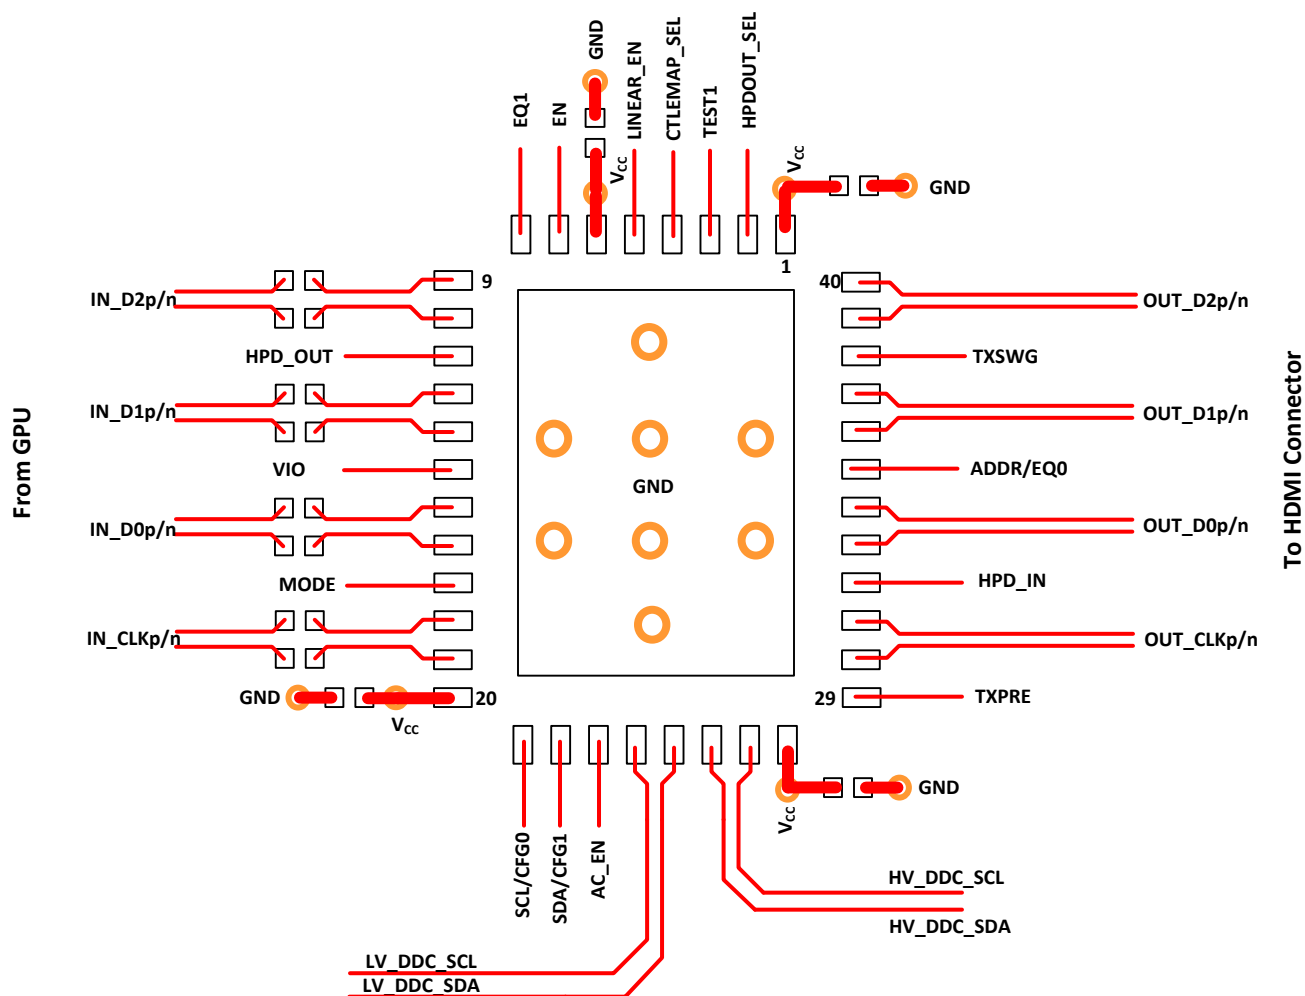 GND
EQ1
EN
LINEAR_EN
CTLEMAP_SEL
TEST1
HPDOUT_SEL
VCC
VCC
GND
1
9
40
IN_D2p/n
OUT_D2p/n
HPD_OUT
TXSWG
IN_D1p/n
OUT_D1p/n
From GPU
To HDMI Connector
VIO
ADDR/EQ0
GND
IN_D0p/n
OUT_D0p/n
MODE
HPD_IN
IN_CLKp/n
OUT_CLKp/n
GND
20
29
TXPRE
VCC
GND
VCC
SCL/CFG0
SDA/CFG1
AC_EN
HV_DDC_SCL
HV_DDC_SDA
LV_DDC_SCL
LV_DDC_SDA